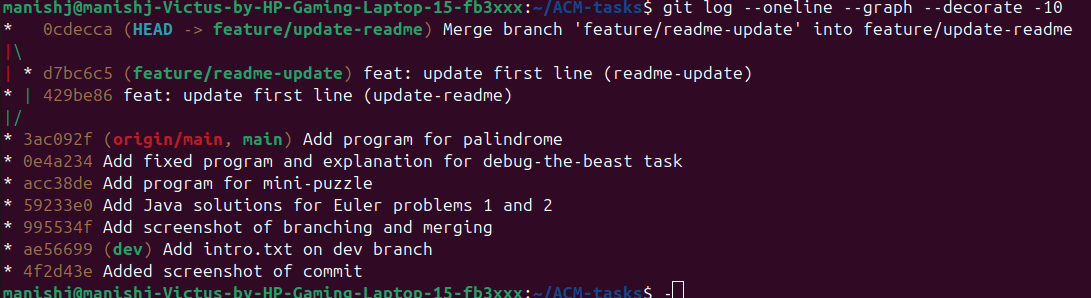 manishj@manishj-Victus-by-HP-Gaming-Laptop-15-fb3xxx:~/ACM-tasks$ git log --oneline --graph --decorate -10
*   0cdecca (HEAD -> feature/update-readme) Merge branch 'feature/readme-update' into feature/update-readme
|\
| * d7bc6c5 (feature/readme-update) feat: update first line (readme-update)
* | 429be86 feat: update first line (update-readme)
|/
* 3ac092f (origin/main, main) Add program for palindrome
* 0e4a234 Add fixed program and explanation for debug-the-beast task
* acc38de Add program for mini-puzzle
* 59233e0 Add Java solutions for Euler problems 1 and 2
* 995534f Add screenshot of branching and merging
* ae56699 (dev) Add intro.txt on dev branch
* 4f2d43e Added screenshot of commit
manishj@manishj-Victus-by-HP-Gaming-Laptop-15-fb3xxx:~/ACM-tasks$ -